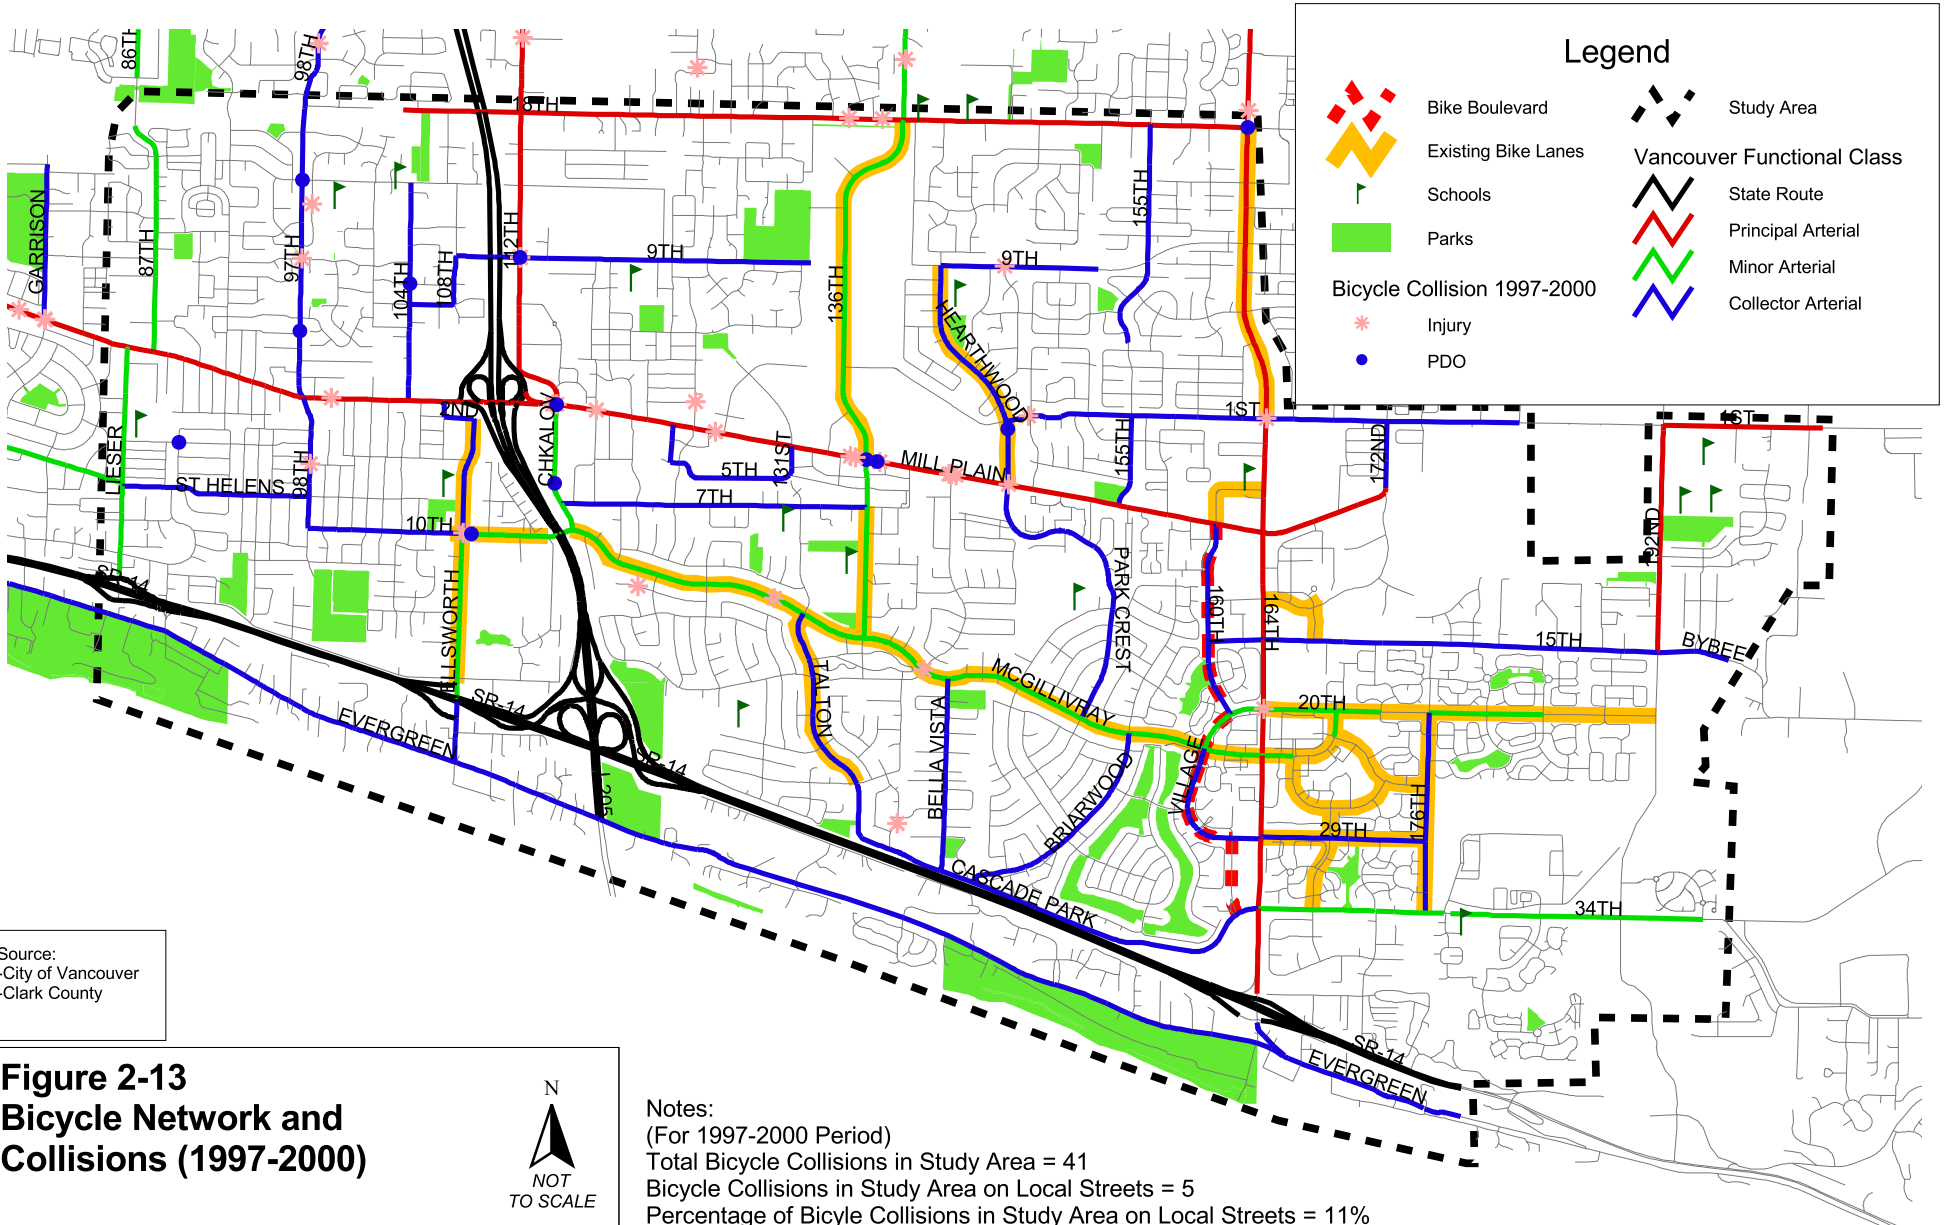 Legend
Bike Boulevard
Existing Bike Lanes
Schools
Parks
Bicycle Collision 1997-2000
Injury
PDO
Study Area
Vancouver Functional Class
State Route
Principal Arterial
Minor Arterial
Collector Arterial
86TH
98TH
18TH
GARRISON
87TH
97TH
104TH
108TH
112TH
9TH
136TH
9TH
155TH
HEARTHWOOD
2ND
CHKALOV
1ST
1ST
LIESER
ST HELENS
98TH
5TH
131ST
7TH
MILL PLAIN
155TH
172ND
192ND
10TH
SR-14
ELLSWORTH
PARK CREST
160TH
164TH
15TH
BYBEE
SR-14
EVERGREEN
TALTON
MCGILLIVRAY
20TH
SR-14
I-205
BELLA VISTA
BRIARWOOD
VILLAGE
176TH
29TH
CASCADE PARK
34TH
SR-14
EVERGREEN
Source:
-City of Vancouver
-Clark County
Figure 2-13
Bicycle Network and
Collisions (1997-2000)
N
NOT
TO SCALE
Notes:
(For 1997-2000 Period)
Total Bicycle Collisions in Study Area = 41
Bicycle Collisions in Study Area on Local Streets = 5
Percentage of Bicyle Collisions in Study Area on Local Streets = 11%